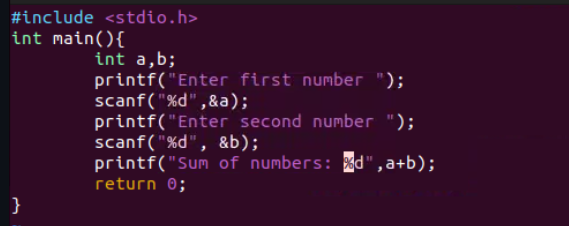 #include <stdio.h>
int main(){
        int a,b;
        printf("Enter first number ");
        scanf("%d",&a);
        printf("Enter second number ");
        scanf("%d", &b);
        printf("Sum of numbers: %d",a+b);
        return 0;
}